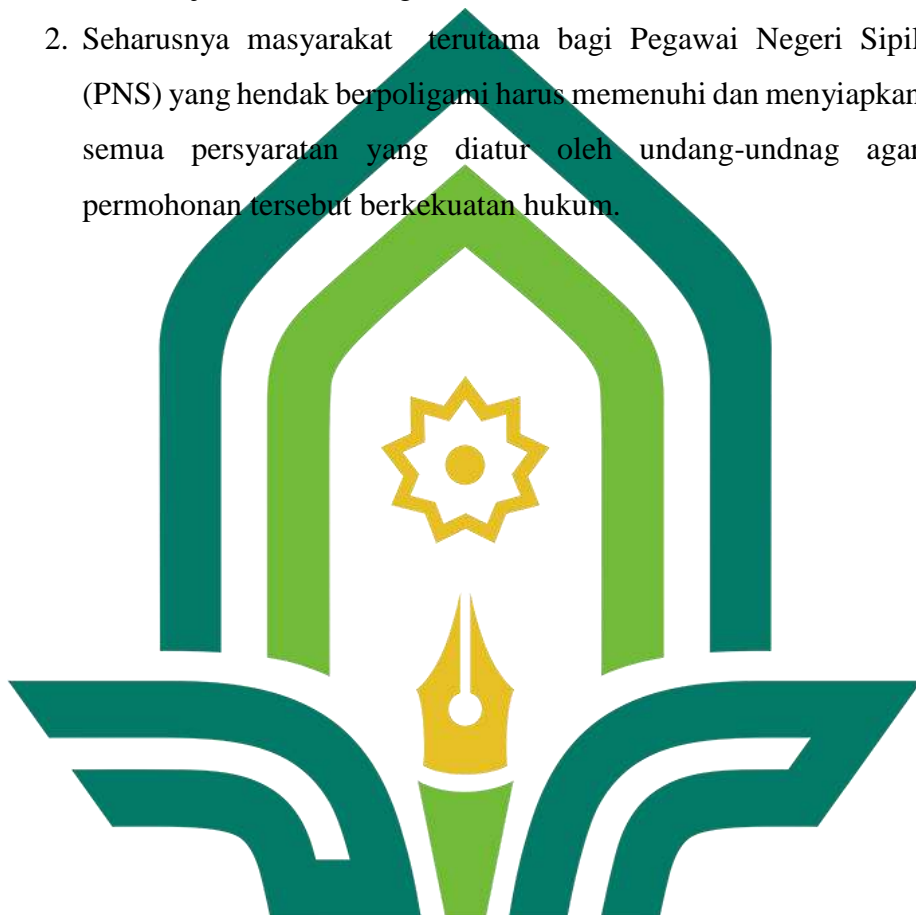 2. Seharusnya masyarakat terutama bagi Pegawai Negeri Sipil
(PNS) yang hendak berpoligami harus memenuhi dan menyiapkan
semua persyaratan yang diatur oleh undang-undnag agar
permohonan tersebut berkekuatan hukum.